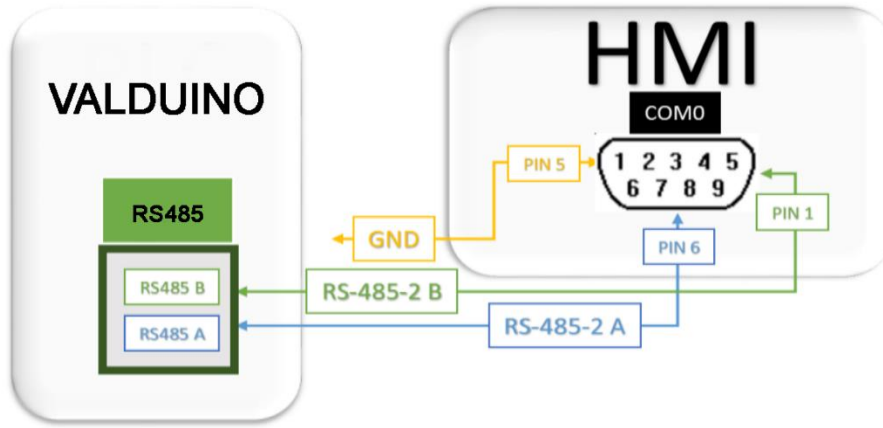 VALDUINO
RS485
RS485 B
RS485 A
HMI
COM0
1 2 3 4 5
6 7 8 9
PIN 5
PIN 1
PIN 6
GND
RS-485-2 B
RS-485-2 A